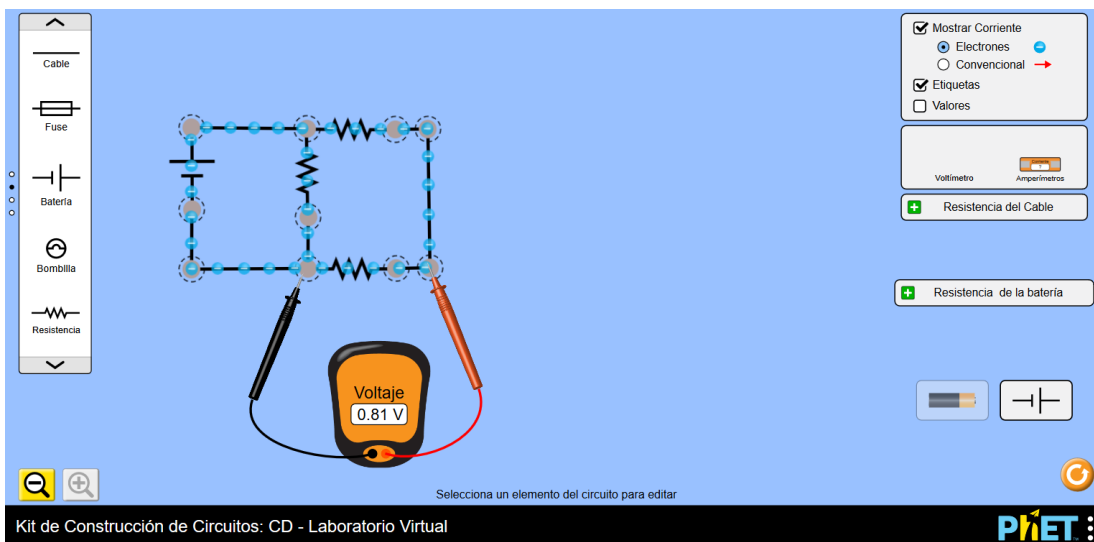 Cable
Fuse
Batería
Bombilla
Resistencia
Mostrar Corriente
Electrones
Convencional
Etiquetas
Valores
Voltímetro
Corriente
?
Amperímetros
Resistencia del Cable
Resistencia de la batería
Voltaje
0.81 V
Selecciona un elemento del circuito para editar
Kit de Construcción de Circuitos: CD - Laboratorio Virtual
PhET